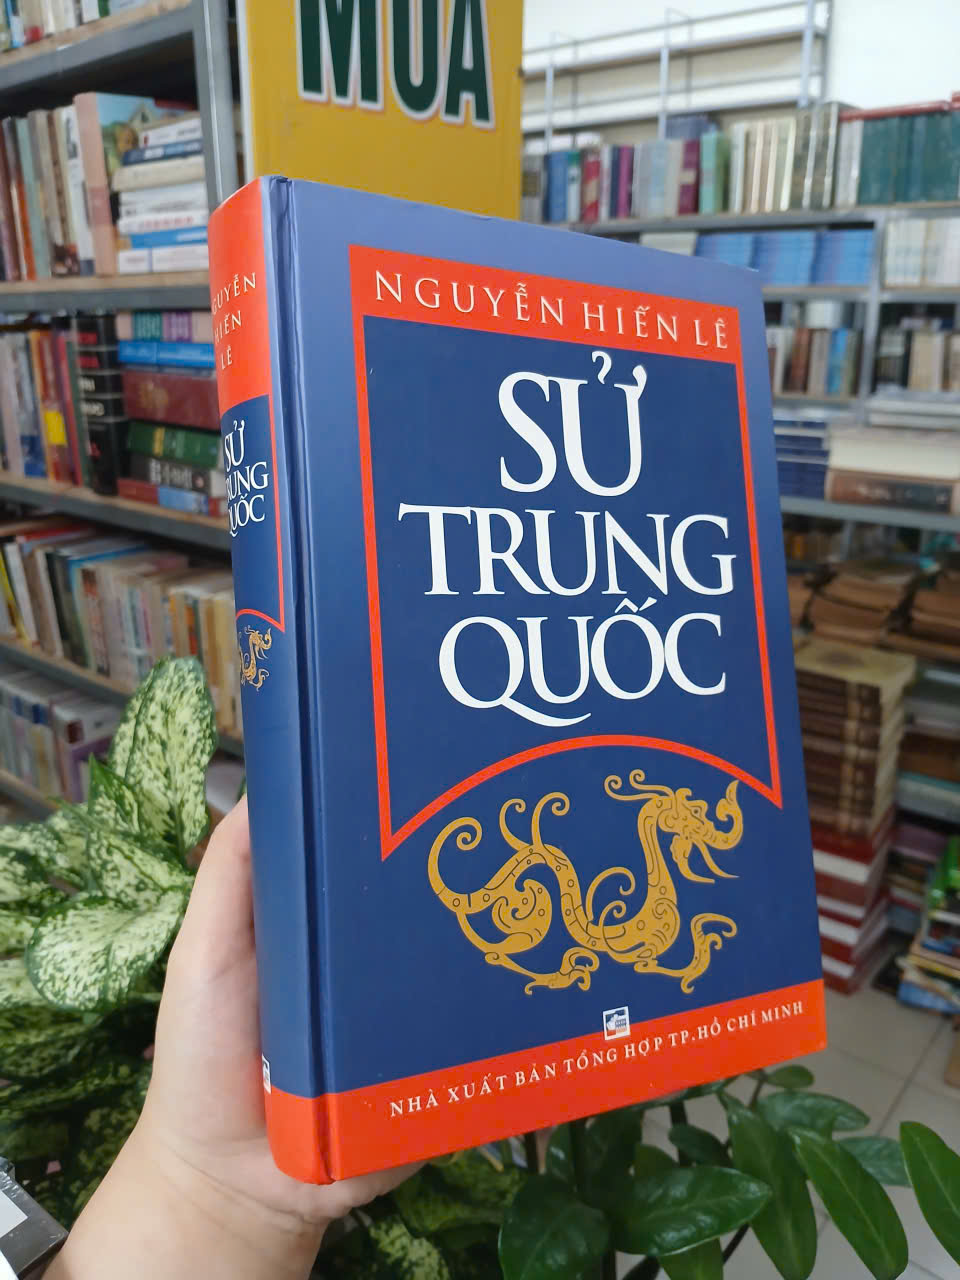 MUA
NGUYỄN HIẾN LÊ
SỬ
TRUNG
QUỐC
NHÀ XUẤT BẢN TỔNG HỢP TP.HỒ CHÍ MINH
NGUYỄN
HIẾN
LÊ
SỬ
TRUNG
QUỐC